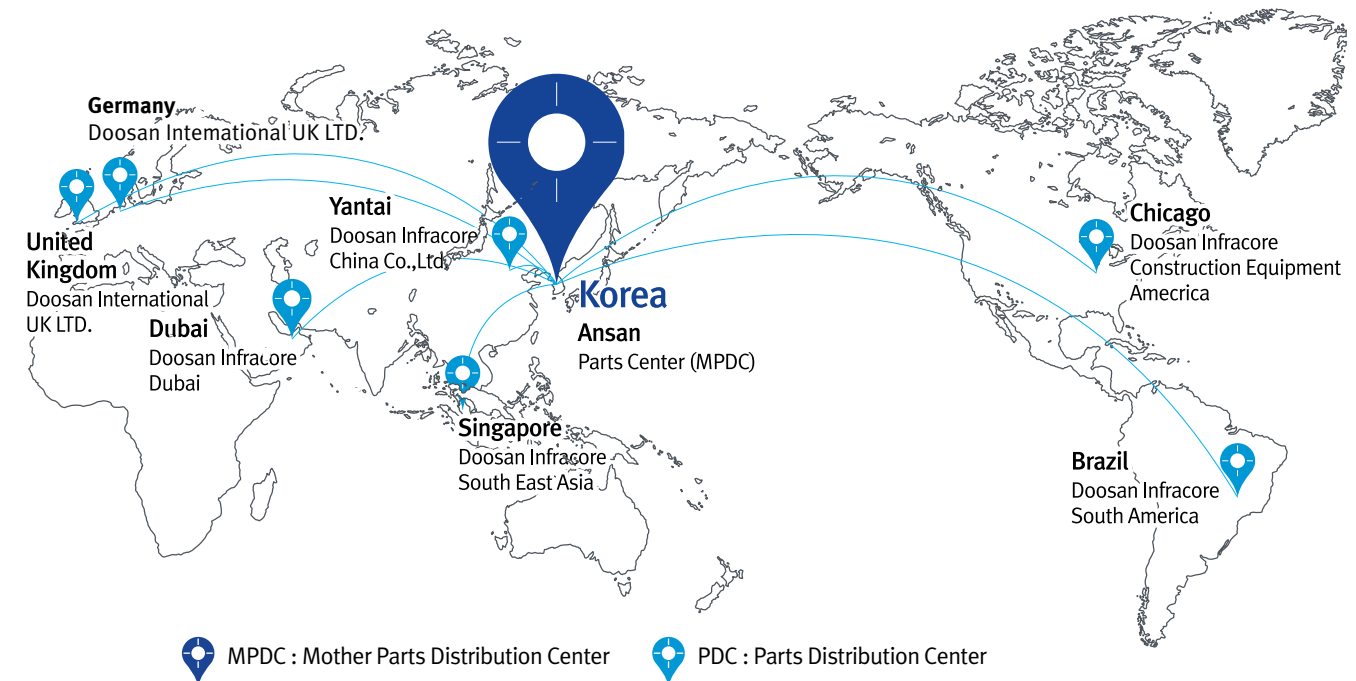 Germany
Doosan Intemational UK LTD.
United
Kingdom
Doosan International
UK LTD.
Dubai
Doosan Infracore
Dubai
Yantai
Doosan Infracore
China Co.,Ltd.
Korea
Ansan
Parts Center (MPDC)
Singapore
Doosan Infracore
South East Asia
Chicago
Doosan Infracore
Construction Equipment
Amecrica
Brazil
Doosan Infracore
South America
MPDC : Mother Parts Distribution Center
PDC : Parts Distribution Center